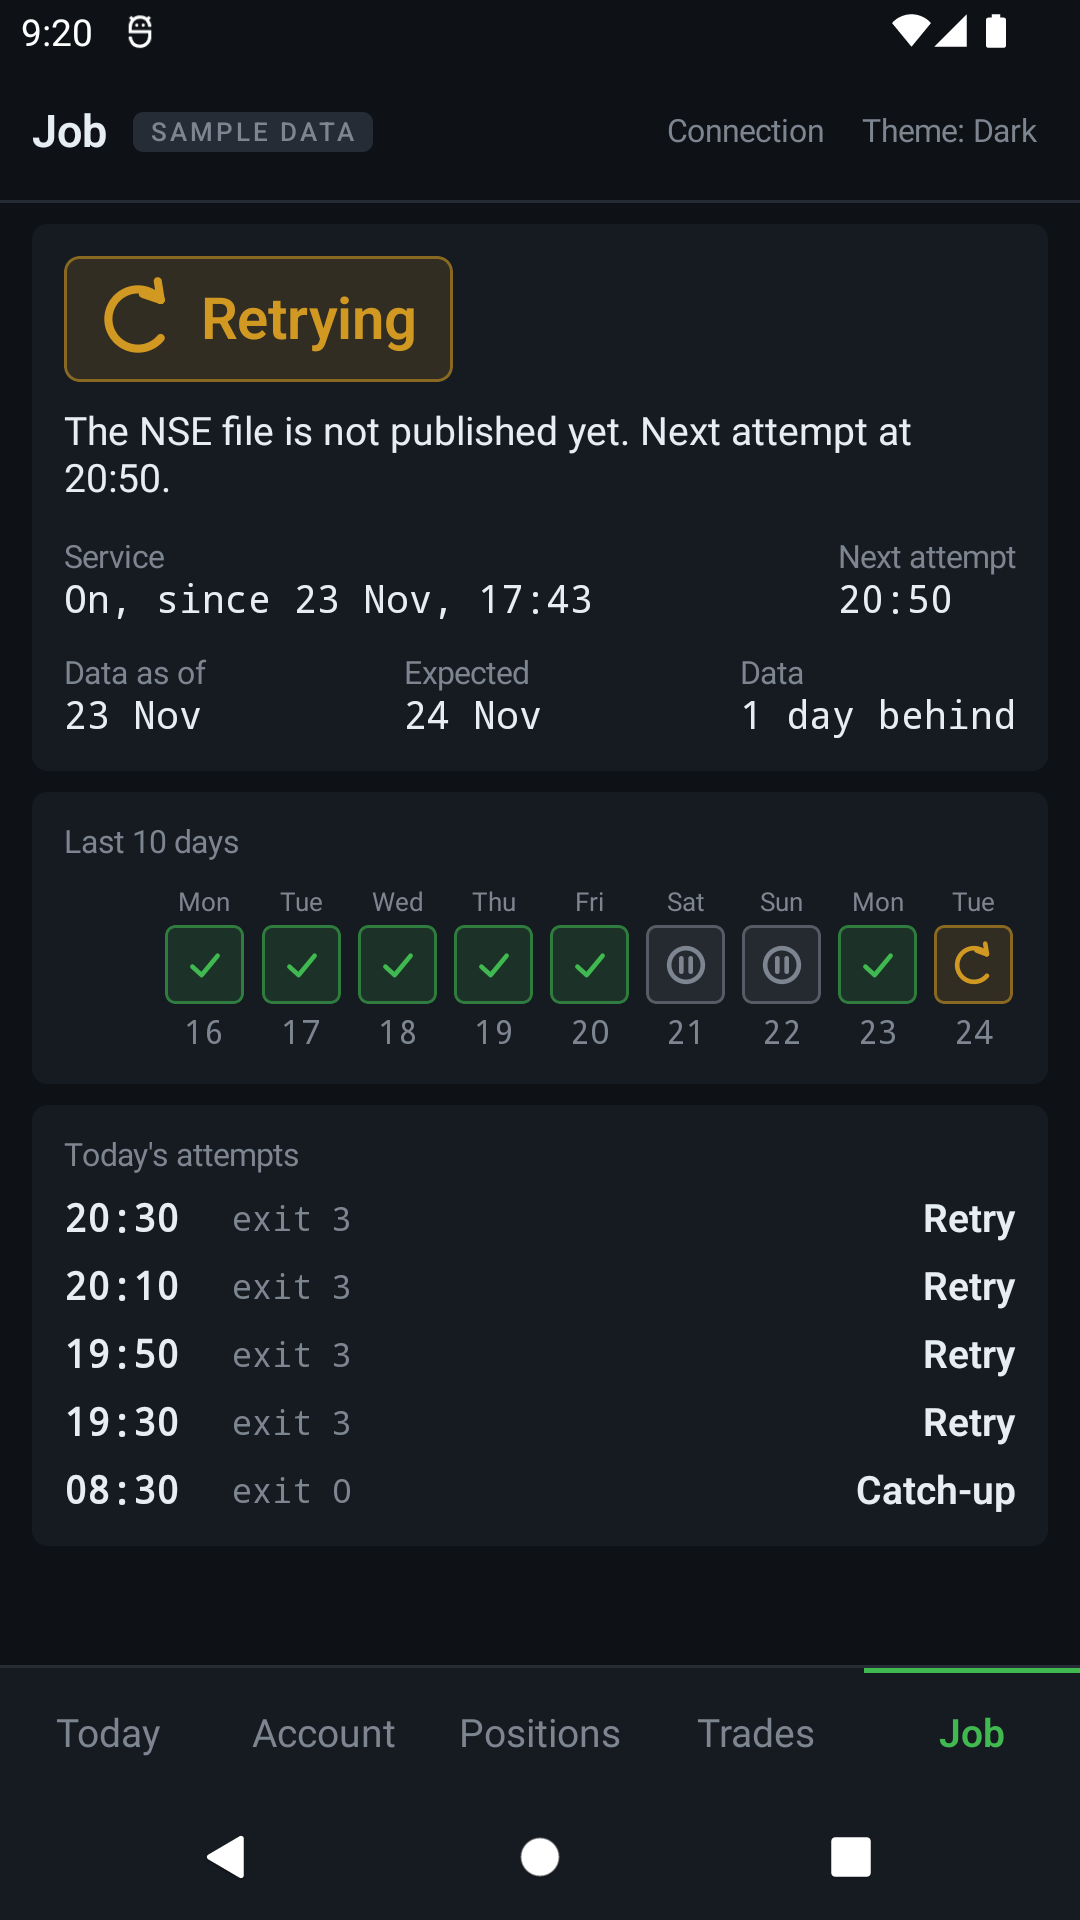 9:20
Job
SAMPLE DATA
Connection
Theme: Dark
Retrying
The NSE file is not published yet. Next attempt at
20:50.
Service
Next attempt
On, since 23 Nov, 17:43
20:50
Data as of
Expected
Data
23 Nov
24 Nov
1 day behind
Last 10 days
Mon Tue Wed Thu Fri Sat Sun Mon Tue
16 17 18 19 20 21 22 23 24
Today's attempts
20:30 exit 3 Retry
20:10 exit 3 Retry
19:50 exit 3 Retry
19:30 exit 3 Retry
08:30 exit 0 Catch-up
Today Account Positions Trades Job